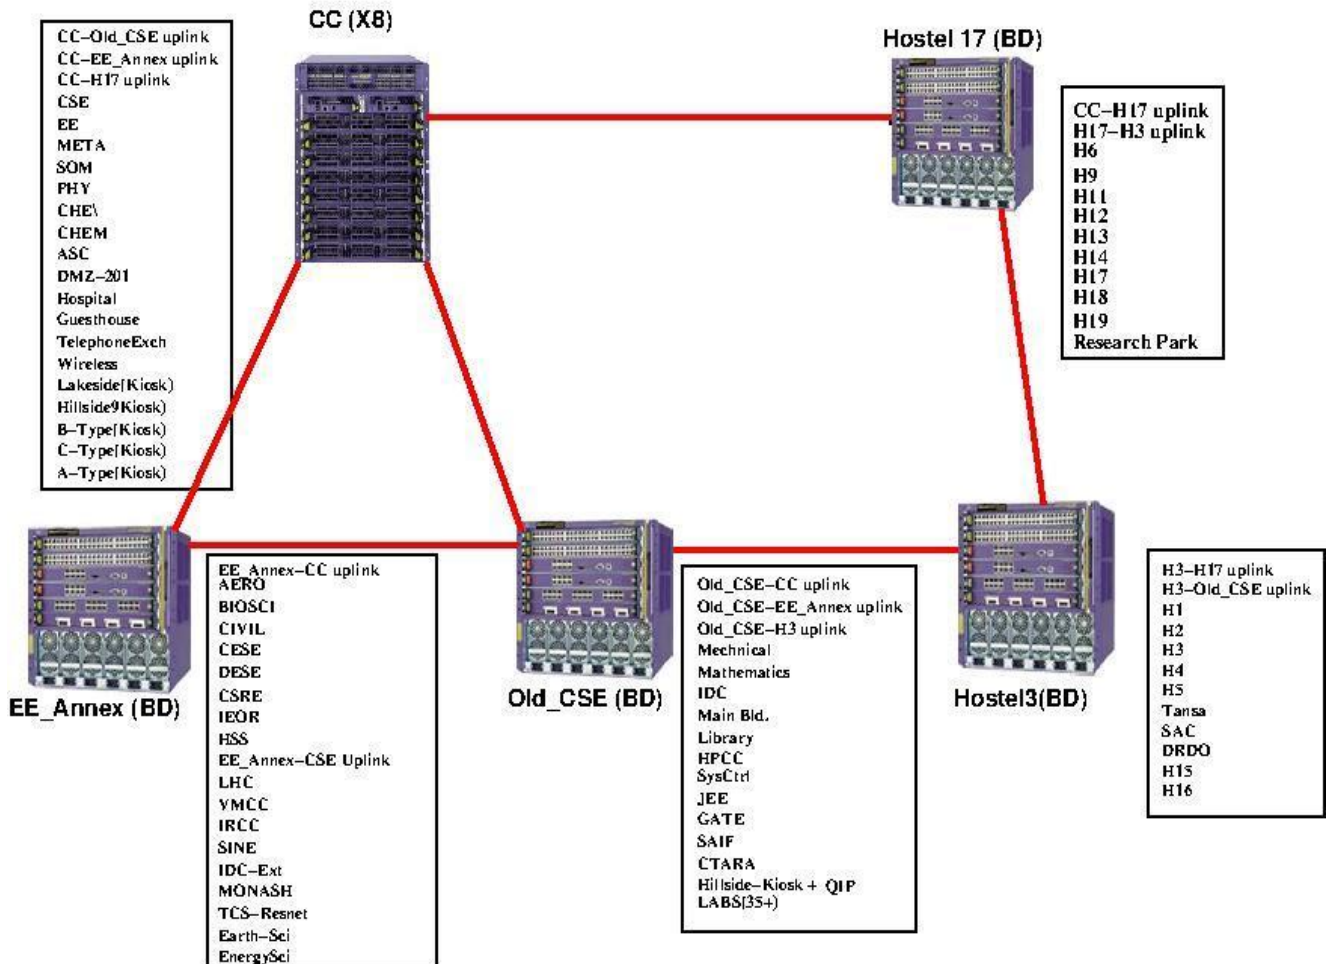 CC (X8)
CC-Old_CSE uplink
CC-EE_Annex uplink
CC-H17 uplink
CSE
EE
META
SOM
PHY
CHE\
CHEM
ASC
DMZ-201
Hospital
Guesthouse
TelephoneExch
Wireless
Lakeside(Kiosk)
Hillside9Kiosk)
B-Type(Kiosk)
C-Type(Kiosk)
A-Type(Kiosk)
Hostel 17 (BD)
CC-H17 uplink
H17-H3 uplink
H6
H9
H11
H12
H13
H14
H17
H18
H19
Research Park
EE_Annex (BD)
EE_Annex-CC uplink
AERO
BIOSCI
CIVIL
CESE
DESE
CSRE
IEOR
HSS
EE_Annex-CSE Uplink
LHC
VMCC
IRCC
SINE
IDC-Ext
MONASH
TCS-Resnet
Earth-Sci
EnergySci
Old_CSE (BD)
Old_CSE-CC uplink
Old_CSE-EE_Annex uplink
Old_CSE-H3 uplink
Mechnical
Mathematics
IDC
Main Bld.
Library
HPCC
SysCtrl
JEE
GATE
SAIF
CTARA
Hillside-Kiosk + QIP
LABS(35+)
Hostel3(BD)
H3-H17 uplink
H3-Old_CSE uplink
H1
H2
H3
H4
H5
Tansa
SAC
DRDO
H15
H16